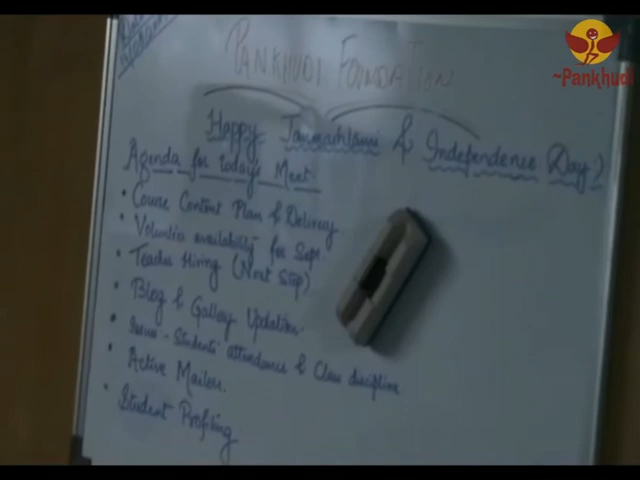 ~Pankhudi
PANKHUDI FOUNDATION
Happy Janmashtami & Independence Day :)
Agenda for today's Meet
• Course Content Plan & Delivery
• Volunteer availability for Sept.
• Teacher Hiring (Next Step)
• Blog & Gallery Updation
• Issues - Students' attendance & Class discipline
• Active Mailers.
• Student Profiling